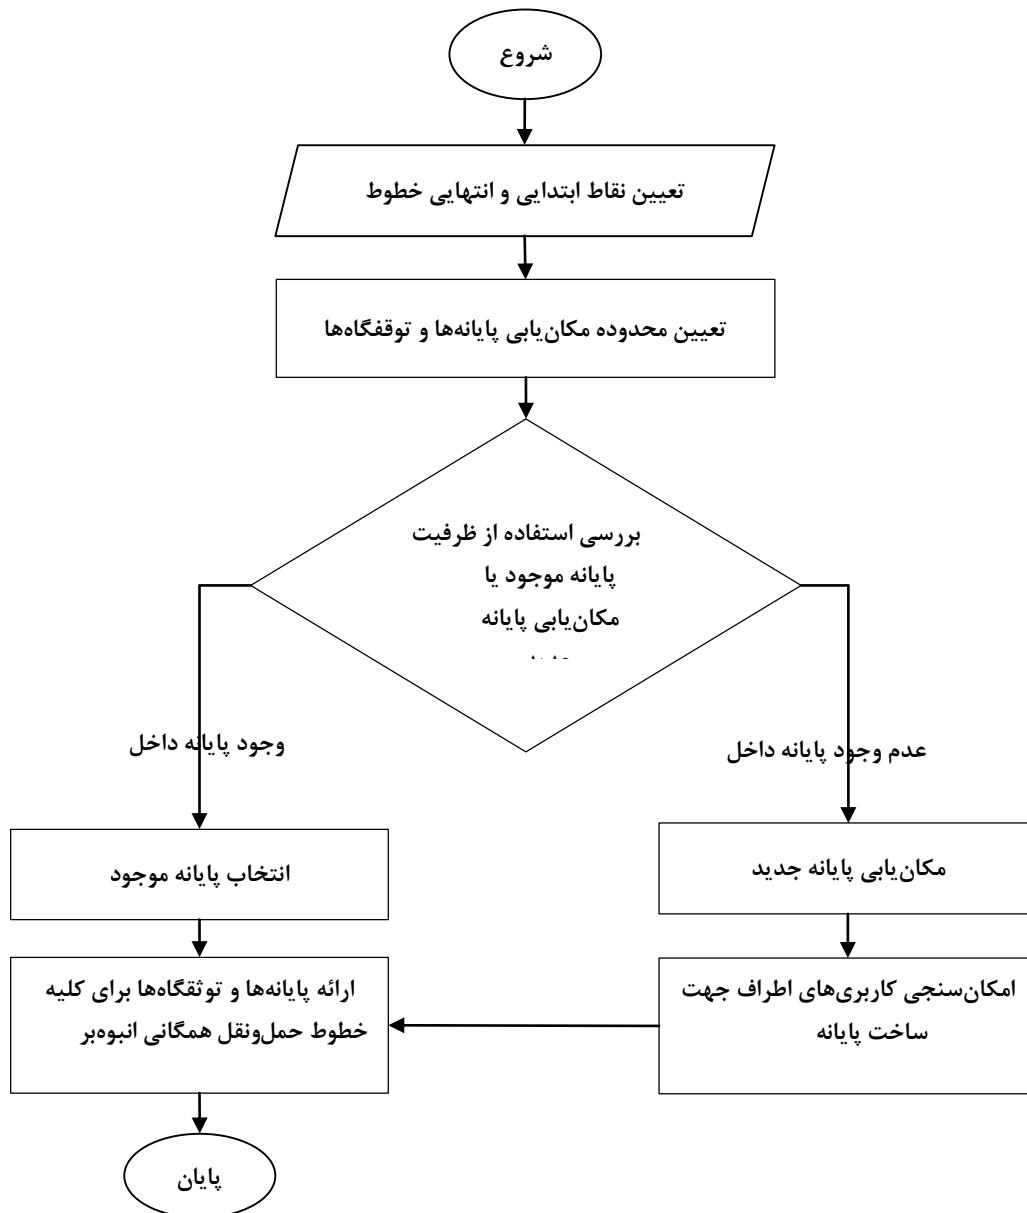 شروع
تعیین نقاط ابتدایی و انتهایی خطوط
تعیین محدوده مکان‌یابی پایانه‌ها و توقفگاه‌ها
بررسی استفاده از ظرفیت
پایانه موجود یا
مکان‌یابی پایانه
عدم وجود پایانه داخل
وجود پایانه داخل
مکان‌یابی پایانه جدید
انتخاب پایانه موجود
امکان‌سنجی کاربری‌های اطراف جهت
ساخت پایانه
ارائه پایانه‌ها و توثقگاه‌ها برای کلیه
خطوط حمل‌ونقل همگانی انبوه‌بر
پایان